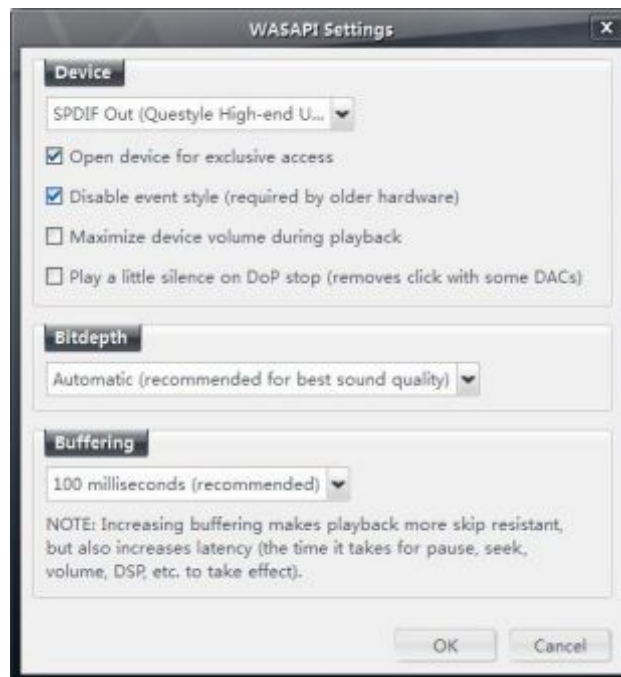 WASAPI Settings
x
Device
SPDIF Out (Questyle High-end U...
Open device for exclusive access
Disable event style (required by older hardware)
Maximize device volume during playback
Play a little silence on DoP stop (removes click with some DACs)
Bitdepth
Automatic (recommended for best sound quality)
Buffering
100 milliseconds (recommended)
NOTE: Increasing buffering makes playback more skip resistant,
but also increases latency (the time it takes for pause, seek,
volume, DSP, etc. to take effect).
OK
Cancel